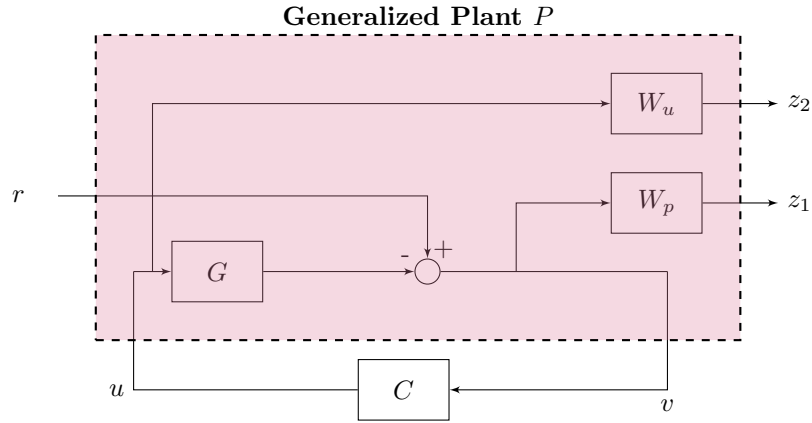 Generalized Plant P
W_u
z_2
r
W_p
z_1
- +
G
C
u
v